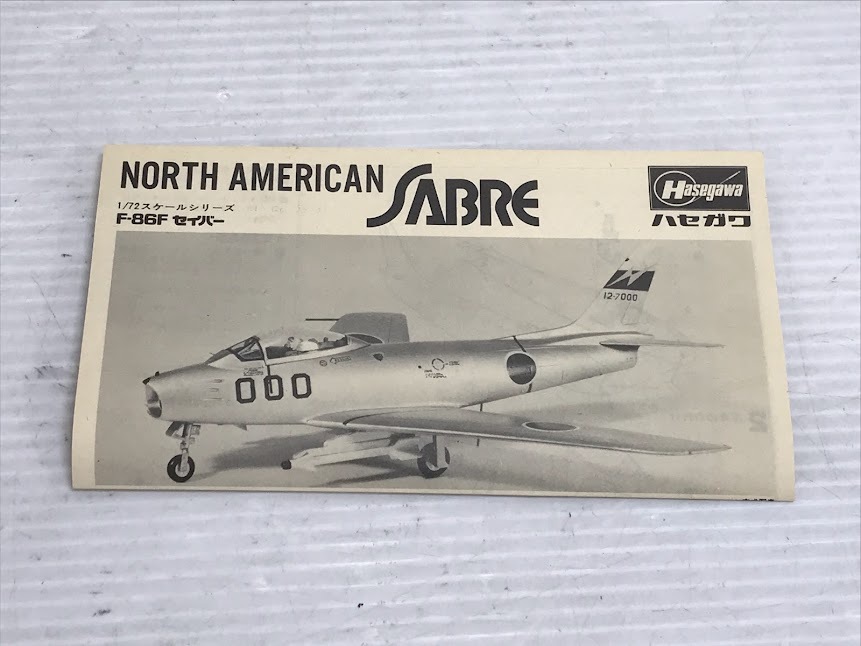 NORTH AMERICAN SABRE
1/72スケールシリーズ
F-86F セイバー
Hasegawa
ハセガワ
12-7000
000